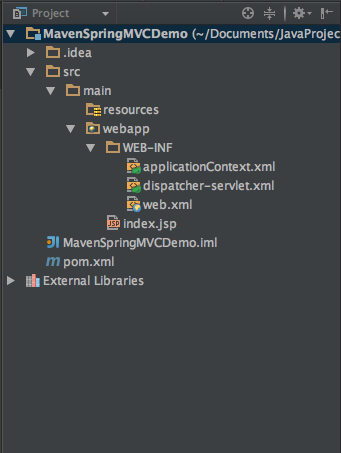 Project
MavenSpringMVCDemo (~/Documents/JavaProjec
.idea
src
main
resources
webapp
WEB-INF
applicationContext.xml
dispatcher-servlet.xml
web.xml
JSP index.jsp
MavenSpringMVCDemo.iml
m pom.xml
External Libraries